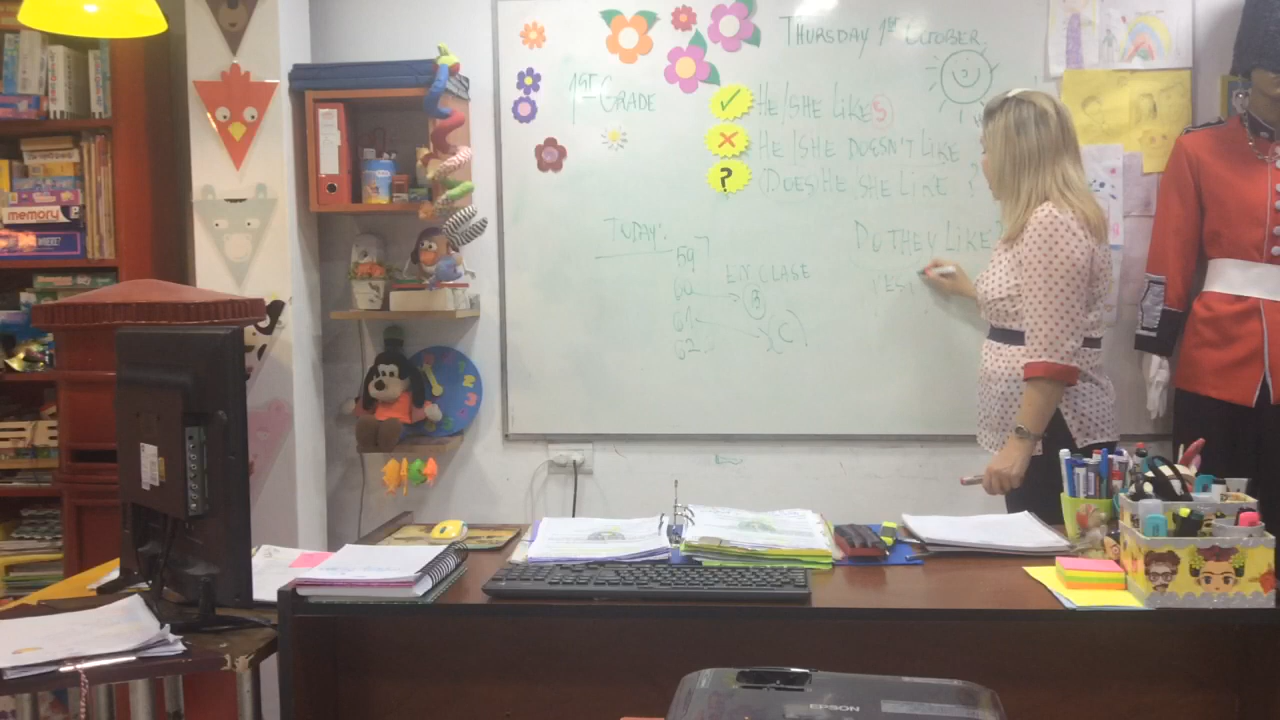 THURSDAY 1ST OCTOBER
1ST GRADE
HE/SHE LIKES
HE/SHE DOESN'T LIKE
DOES HE/SHE LIKE ?
TODAY:
59
60
61
62
EN CLASE
B
(C)
DO THEY LIKE?
YES
MEMORY
WHERE?
EPSON